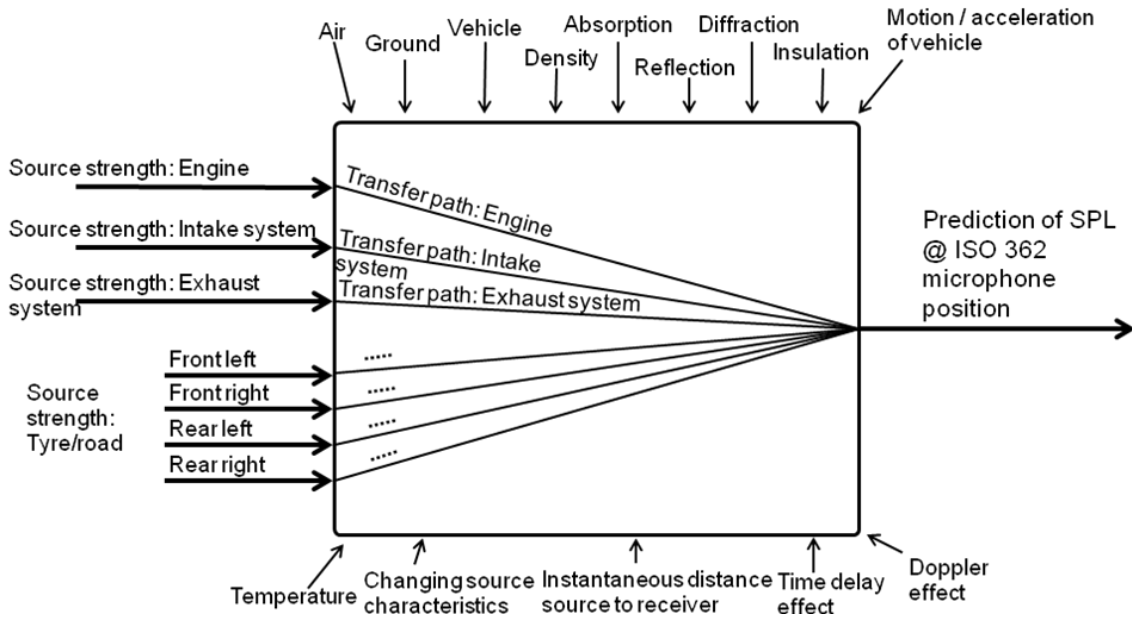 Air
Ground
Vehicle
Density
Absorption
Reflection
Diffraction
Insulation
Motion / acceleration
of vehicle
Source strength: Engine
Source strength: Intake system
Source strength: Exhaust
system
Transfer path: Engine
Transfer path: Intake
system
Transfer path: Exhaust system
Prediction of SPL
@ ISO 362
microphone
position
Source
strength:
Tyre/road
Front left
Front right
Rear left
Rear right
.....
.....
.....
.....
Temperature
Changing source
characteristics
Instantaneous distance
source to receiver
Time delay
effect
Doppler
effect